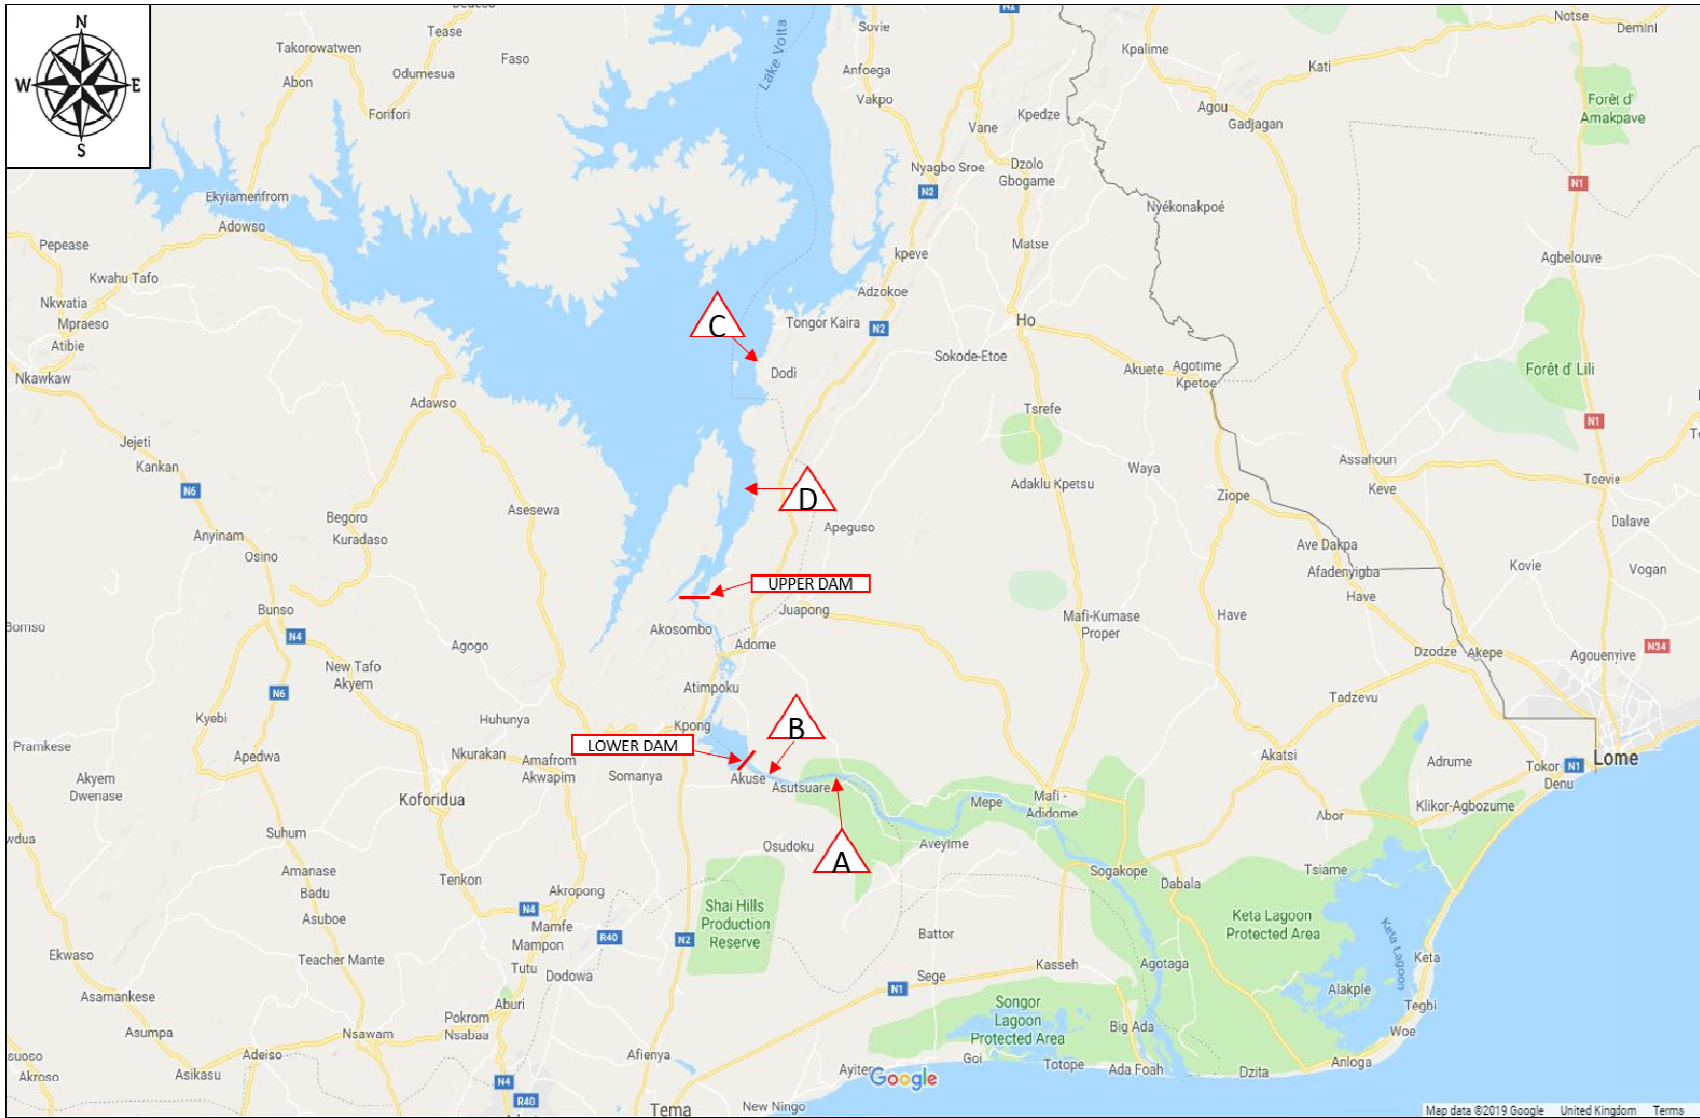 N
W
E
S
Takorowatwen
Tease
Abon
Odumesua
Faso
Forifori
Lake Volta
Sovie
N2
Anfoega
Vakpo
Vane
Kpedze
Kpalime
Notse
Demini
Kati
Agou
Gadjagan
Forêt d'
Amakpave
Nyagbo Sroe
Dzolo
Gbogame
N2
N1
Ekyiamenfrom
Adowso
Nyékonakpoé
Pepease
Kwahu Tafo
Matse
kpeve
Agbelouve
Nkwatia
Mpraeso
Atibie
Nkawkaw
Adzokoe
C
Tongor Kaira
N2
Ho
Dodi
Sokode-Etoe
Akuete
Agotime
Kpetoe
Forêt d' Lili
Adawso
Tsrefe
N1
Jejeti
Kankan
Assahoun
Waya
N6
D
Adaklu Kpetsu
Ziope
Keve
Tsevie
Begoro
Kuradaso
Asesewa
Apeguso
Dalave
Anyinam
Osino
Ave Dakpa
Afadenyigba
Kovie
Vogan
UPPER DAM
Bunso
Juapong
Mafi-Kumase
Proper
Have
Have
Bomso
N4
Akosombo
Adome
Agogo
N34
Dzodze
Akepe
Agouenyive
New Tafo
Akyem
N6
Atimpoku
Tadzevu
Kyebi
Huhunya
Kpong
B
LOWER DAM
Pramkese
Apedwa
Nkurakan
Amafrom
Akwapim
Somanya
Akuse
Asutsuare
Akatsi
Adrume
Tokor
N1
Lome
Denu
Akyem
Dwenase
Koforidua
Mepe
Mafi -
Adidome
Abor
Klikor-Agbozume
Suhum
Osudoku
A
Aveyime
Amanase
Badu
Tenkon
Akropong
Sogakope
Dabala
Tsiame
Asuboe
N4
Mamfe
Mampon
R40
Shai Hills
Production
Reserve
N2
Battor
Keta Lagoon
Protected Area
Keta Lagoon
Keta
Ekwaso
Teacher Mante
Tutu
Dodowa
Sege
Kasseh
Agotaga
N1
Alakple
Asamankese
Aburi
Songor
Lagoon
Protected Area
Tegbi
Woe
Asumpa
Nsawam
Pokrom
Nsabaa
Big Ada
Adeiso
Afienya
Goi
Totope
Ada Foah
Dzita
Anloga
Akroso
Asikasu
N4
R40
Google
Tema
New Ningo
Map data ©2019 Google United Kingdom Terms